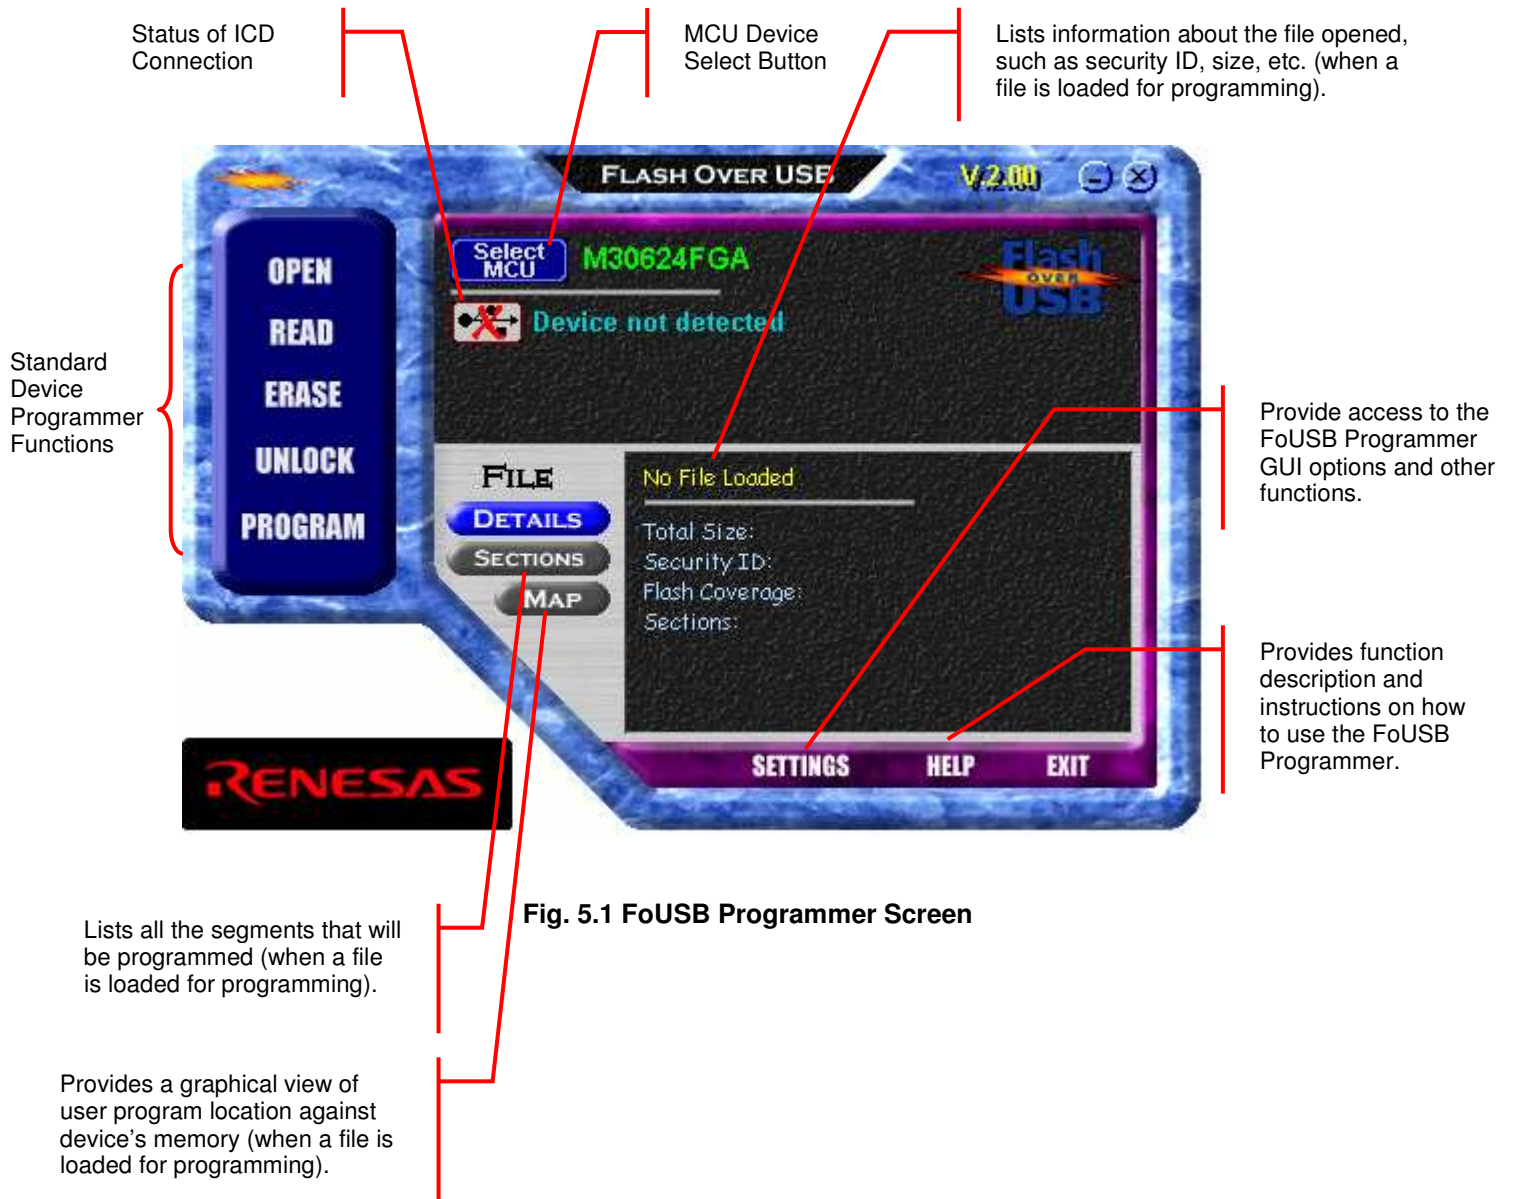 Status of ICD
Connection
MCU Device
Select Button
Lists information about the file opened,
such as security ID, size, etc. (when a
file is loaded for programming).
FLASH OVER USB
V.2.00
Select
MCU
M30624FGA
Flash
OVER
USB
Device not detected
OPEN
READ
ERASE
UNLOCK
PROGRAM
Standard
Device
Programmer
Functions
Provide access to the
FoUSB Programmer
GUI options and other
functions.
FILE
DETAILS
SECTIONS
MAP
No File Loaded
Total Size:
Security ID:
Flash Coverage:
Sections:
Provides function
description and
instructions on how
to use the FoUSB
Programmer.
SETTINGS
HELP
EXIT
RENESAS
Fig. 5.1 FoUSB Programmer Screen
Lists all the segments that will
be programmed (when a file
is loaded for programming).
Provides a graphical view of
user program location against
device’s memory (when a file is
loaded for programming).